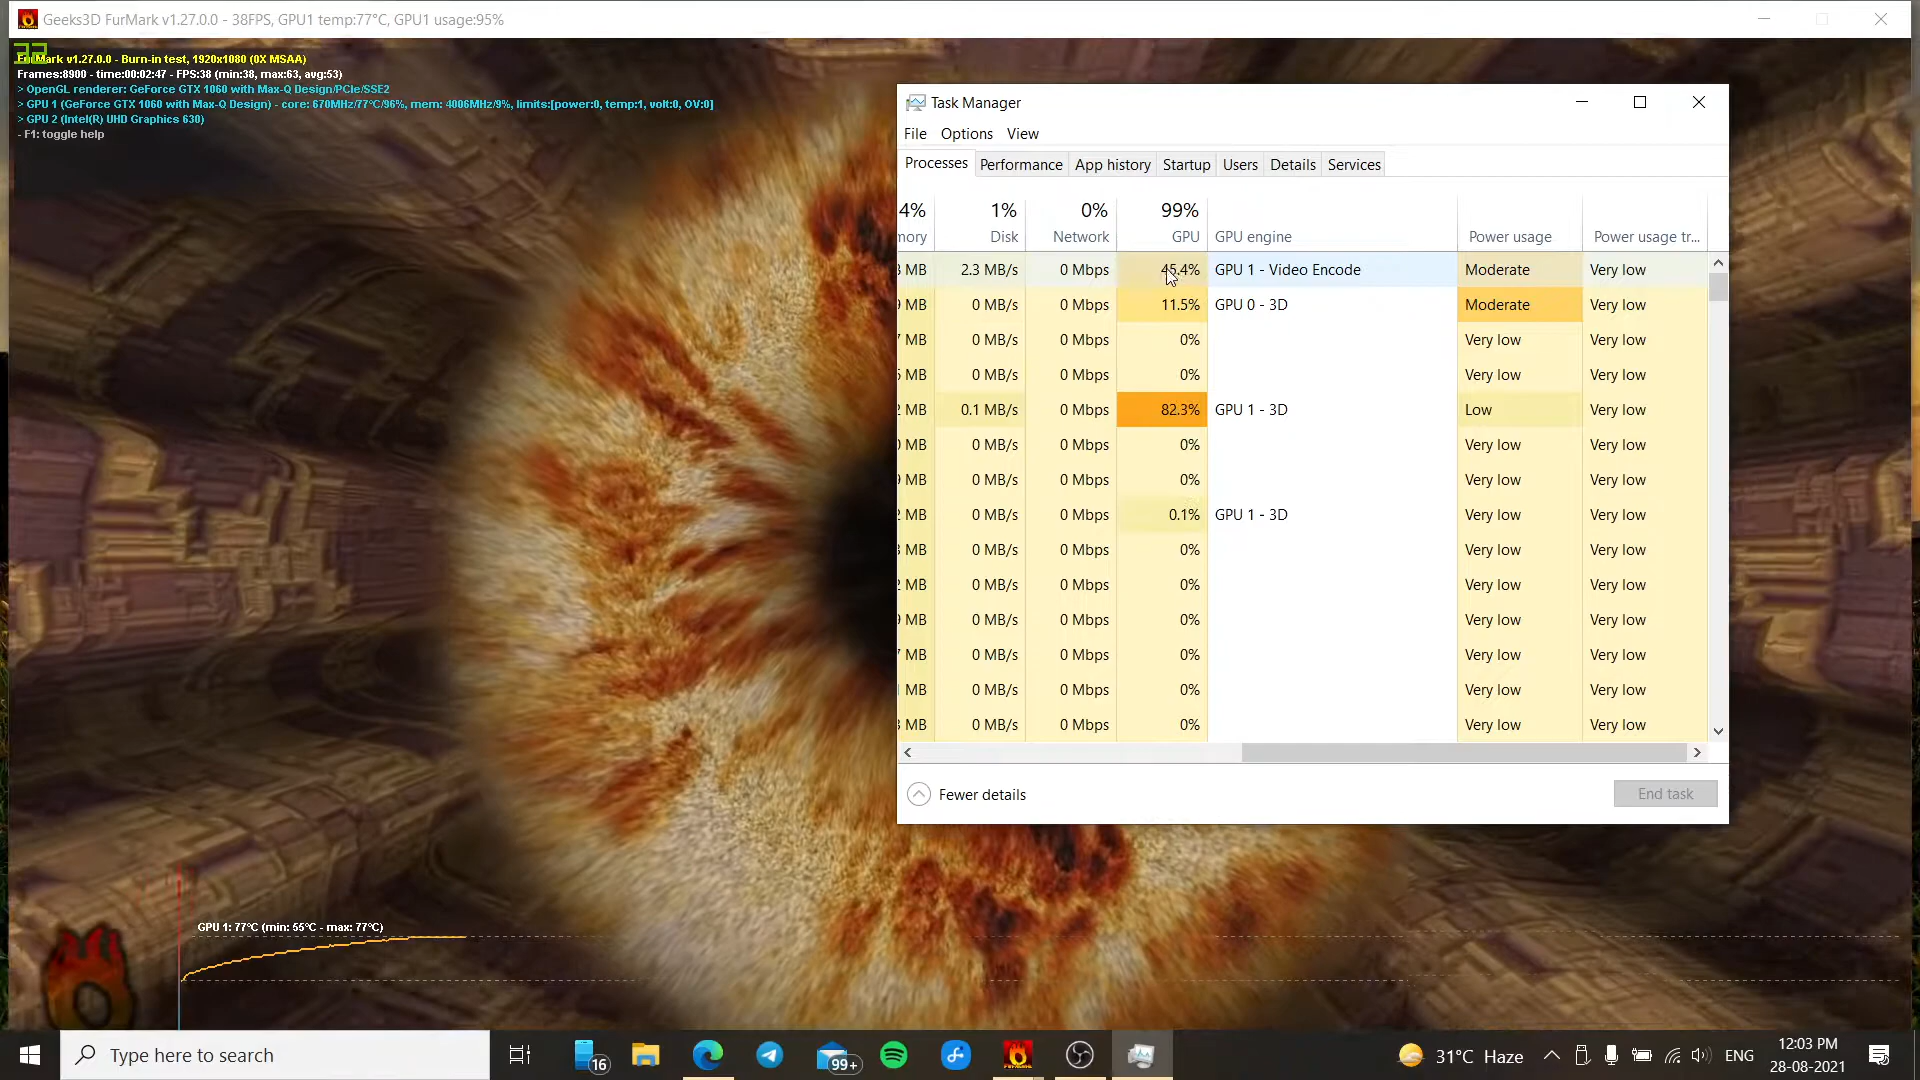 Geeks3D FurMark v1.27.0.0 - 38FPS, GPU1 temp:77°C, GPU1 usage:95%
FurMark v1.27.0.0 - Burn-in test, 1920x1080 (0X MSAA)
Frames:8900 - time:00:02:47 - FPS:38 (min:38, max:63, avg:53)
> OpenGL renderer: GeForce GTX 1060 with Max-Q Design/PCIe/SSE2
> GPU 1 (GeForce GTX 1060 with Max-Q Design) - core: 670MHz/77°C/96%, mem: 4006MHz/9%, limits:[power:0, temp:1, volt:0, OV:0]
> GPU 2 (Intel(R) UHD Graphics 630)
- F1: toggle help
Task Manager
File Options View
Processes Performance App history Startup Users Details Services
4% 1% 0% 99%
mory Disk Network GPU GPU engine Power usage Power usage tr...
MB 2.3 MB/s 0 Mbps 45.4% GPU 1 - Video Encode Moderate Very low
MB 0 MB/s 0 Mbps 11.5% GPU 0 - 3D Moderate Very low
7 MB 0 MB/s 0 Mbps 0% Very low Very low
MB 0 MB/s 0 Mbps 0% Very low Very low
2 MB 0.1 MB/s 0 Mbps 82.3% GPU 1 - 3D Low Very low
MB 0 MB/s 0 Mbps 0% Very low Very low
MB 0 MB/s 0 Mbps 0% Very low Very low
2 MB 0 MB/s 0 Mbps 0.1% GPU 1 - 3D Very low Very low
MB 0 MB/s 0 Mbps 0% Very low Very low
2 MB 0 MB/s 0 Mbps 0% Very low Very low
MB 0 MB/s 0 Mbps 0% Very low Very low
7 MB 0 MB/s 0 Mbps 0% Very low Very low
MB 0 MB/s 0 Mbps 0% Very low Very low
MB 0 MB/s 0 Mbps 0% Very low Very low
Fewer details End task
GPU 1: 77°C (min: 55°C - max: 77°C)
Type here to search 16 99+ 31°C Haze ENG 12:03 PM
28-08-2021